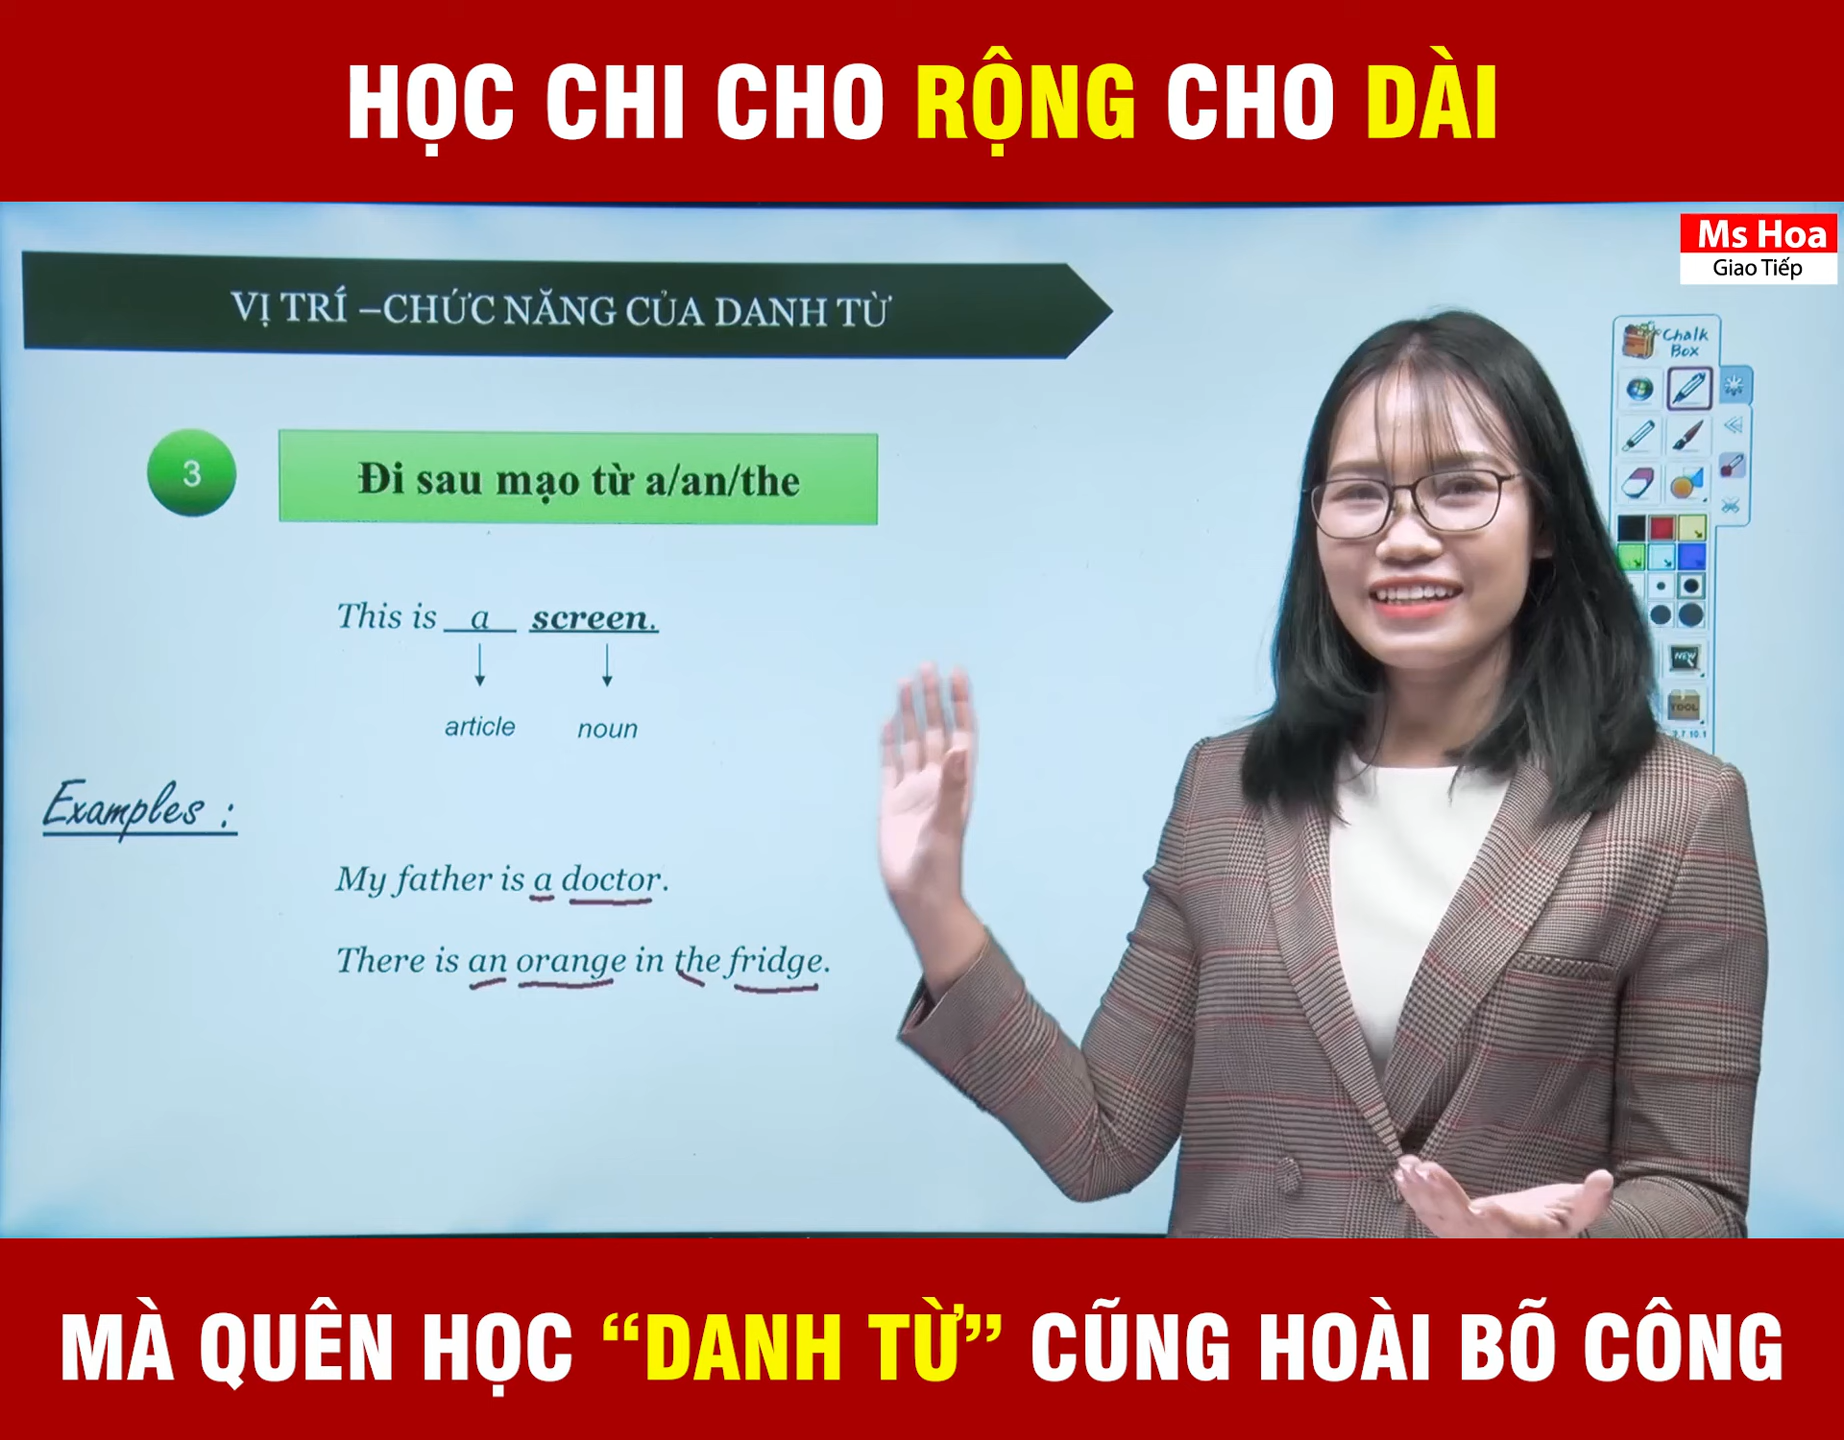 HỌC CHI CHO RỘNG CHO DÀI
Ms Hoa
Giao Tiếp
VỊ TRÍ –CHỨC NĂNG CỦA DANH TỪ
Chalk
Box
3
Đi sau mạo từ a/an/the
This is a screen.
article noun
NEW
TOOL
Examples :
My father is a doctor.
There is an orange in the fridge.
MÀ QUÊN HỌC “DANH TỪ” CŨNG HOÀI BÕ CÔNG